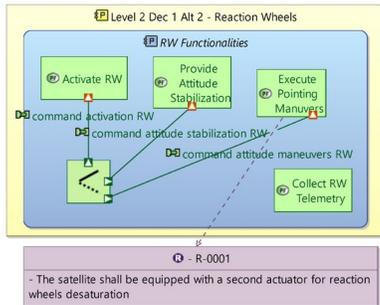 Level 2 Dec 1 Alt 2 - Reaction Wheels
RW Functionalities
Activate RW
Provide
Attitude
Stabilization
Execute
Pointing
Manuvers
command activation RW
command attitude stabilization RW
command attitude maneuvers RW
Collect RW
Telemetry
R - R-0001
- The satellite shall be equipped with a second actuator for reaction
wheels desaturation